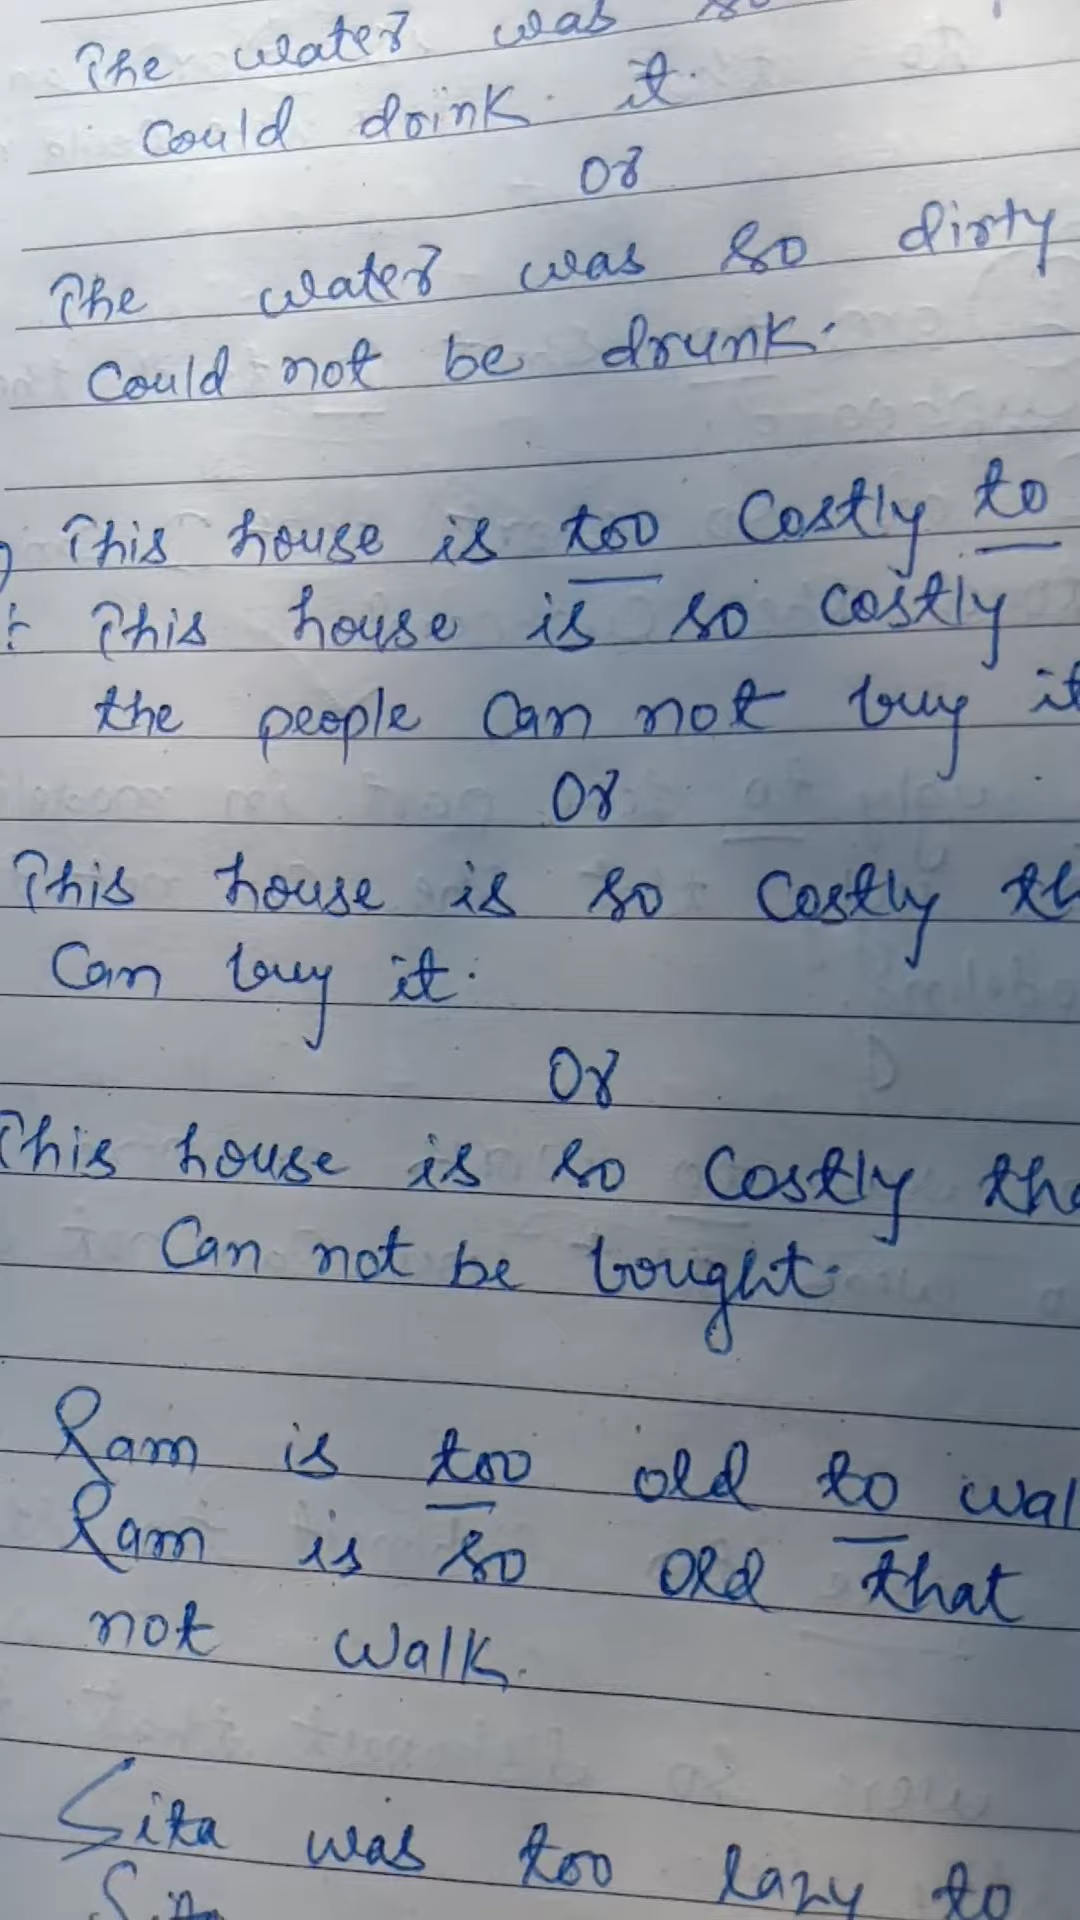 The water was so
could drink it.
Or
The water was so dirty
could not be drunk.
This house is too costly to
This house is so costly
the people can not buy it
Or
This house is so costly th
can buy it.
Or
This house is so costly tha
can not be bought.
Ram is too old to wal
Ram is so old that
not walk.
Sita was too lazy to